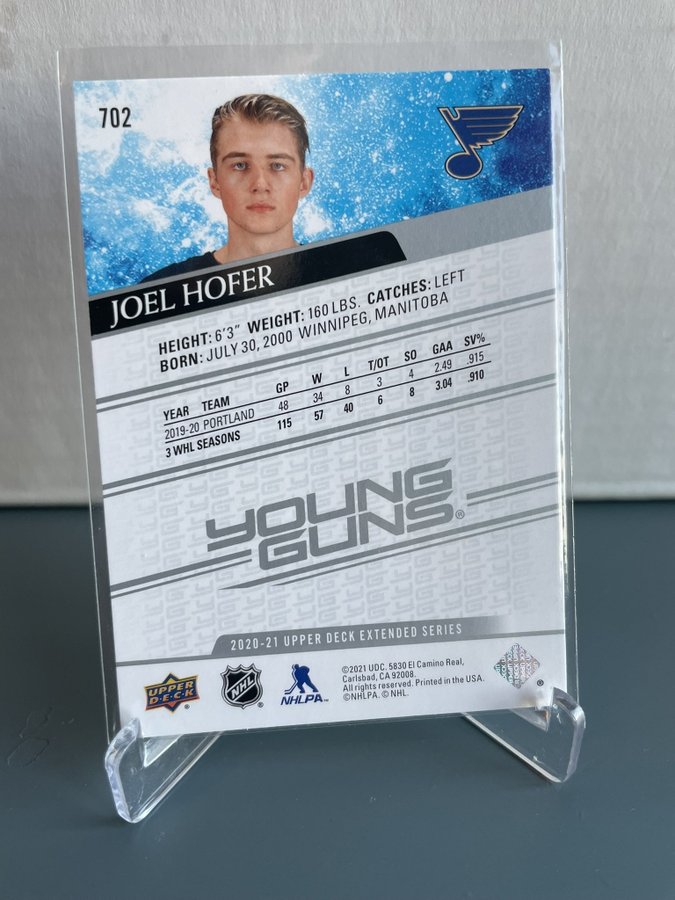 702
JOEL HOFER
HEIGHT: 6'3" WEIGHT: 160 LBS. CATCHES: LEFT
BORN: JULY 30, 2000 WINNIPEG, MANITOBA
YEAR TEAM GP W L T/OT SO GAA SV%
2019-20 PORTLAND 48 34 8 3 4 2.49 .915
3 WHL SEASONS 115 57 40 6 8 3.04 .910
YOUNG
GUNS®
2020-21 UPPER DECK EXTENDED SERIES
UPPER
DECK®
NHL®
NHLPA™
©2021 UDC. 5830 El Camino Real,
Carlsbad, CA 92008.
All rights reserved. Printed in the USA.
©NHLPA. © NHL.
®